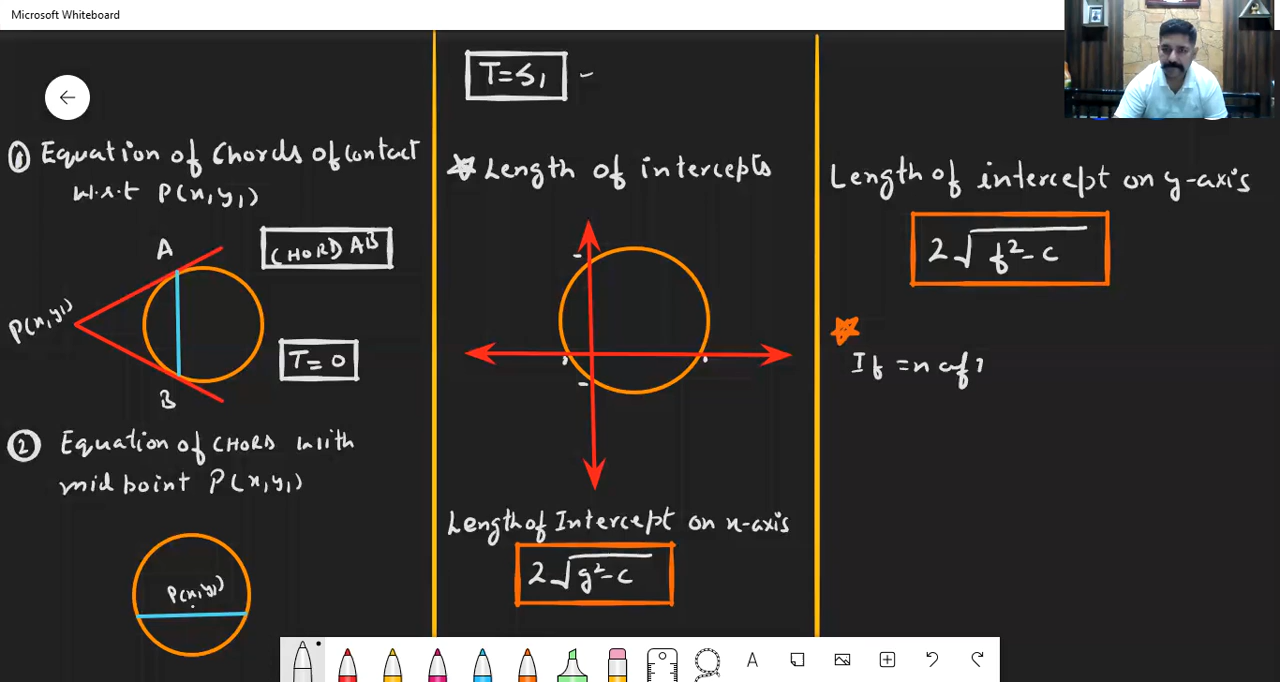 Microsoft Whiteboard
① Equation of Chords of Contact
w.r.t P(x,y₁)
CHORD AB
A
P(x,y₁)
T=0
B
② Equation of CHORD with
mid point P(x,y₁)
P(x,y₁)
T=S₁ -
★ Length of intercepts
Length of Intercept on x-axis
2√g²-c
Length of intercept on y-axis
2√f²-c
If =n of
A